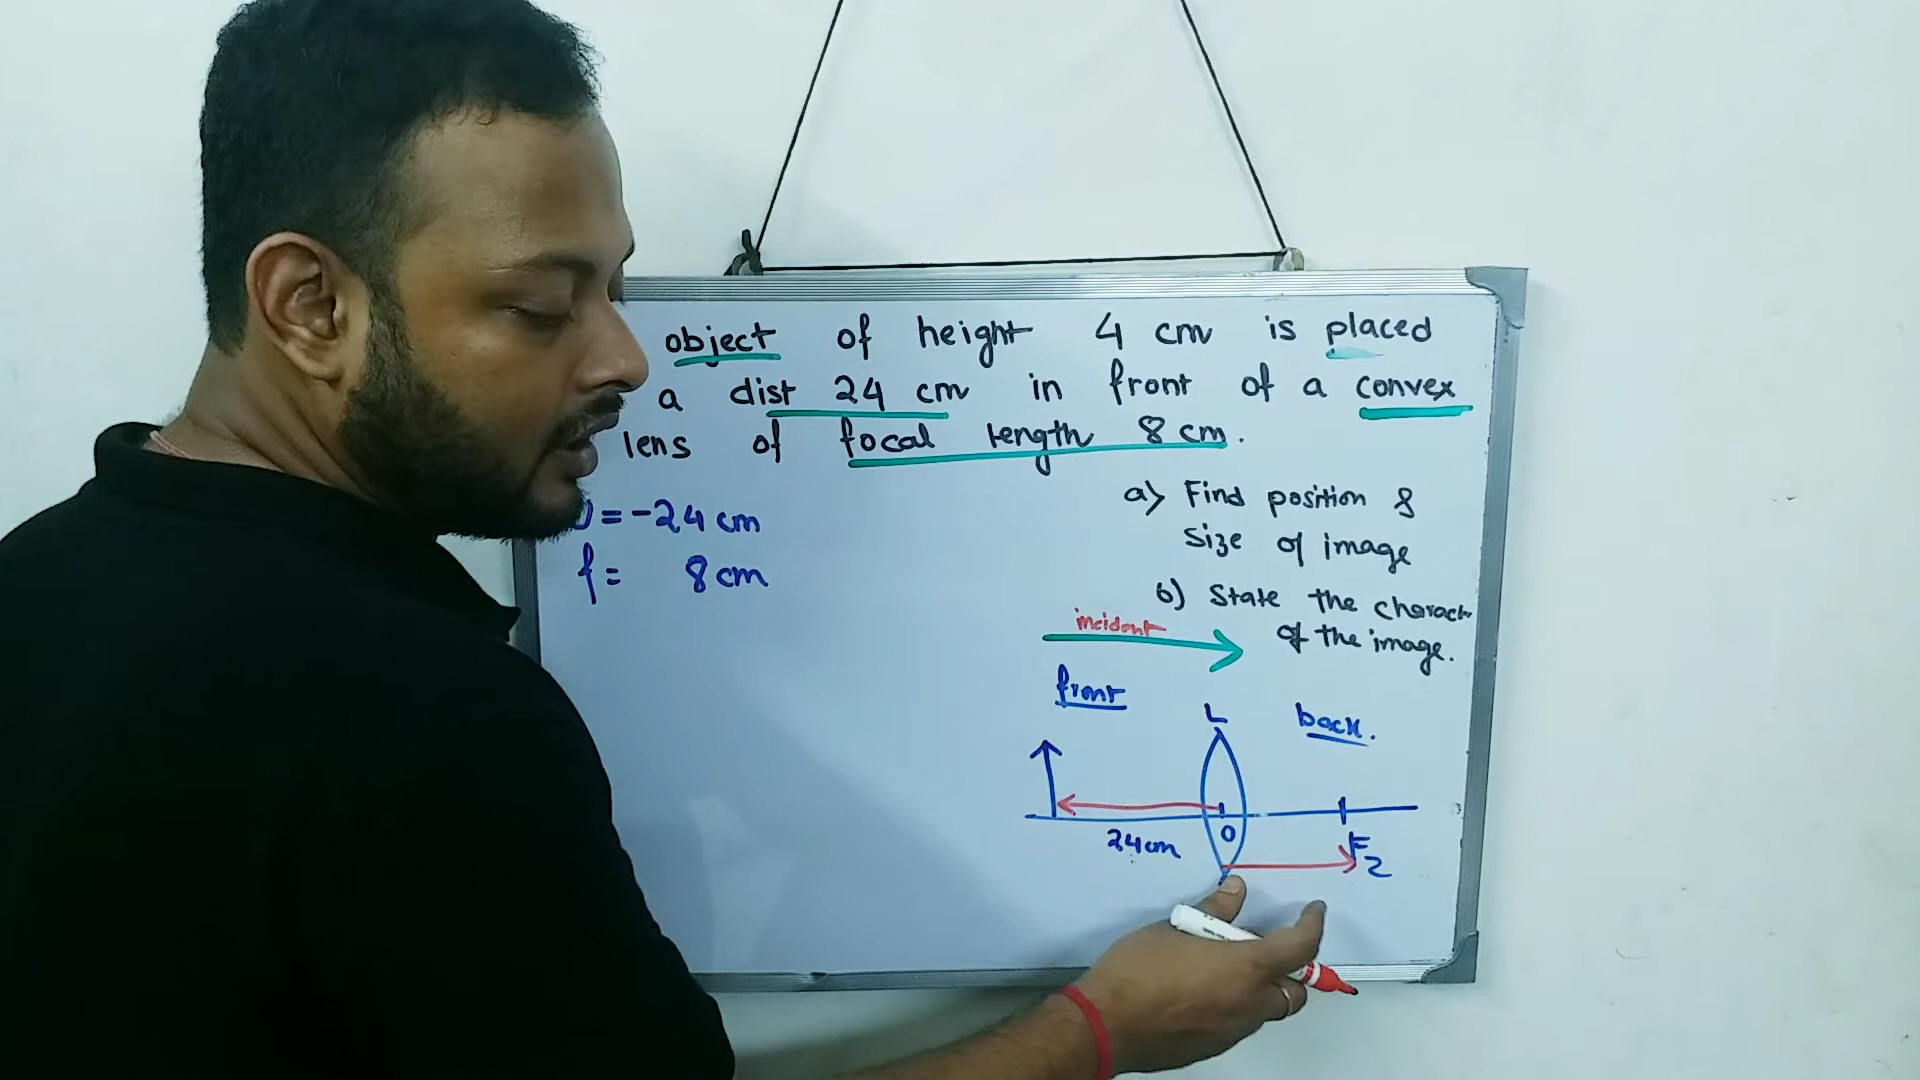 object of height 4 cm is placed
a dist 24 cm in front of a convex
lens of focal length 8 cm.
a) Find position &
size of image
b) State the charact.
of the image.
U = -24 cm
f = 8 cm
incident
front
L
back.
24cm
O
F2